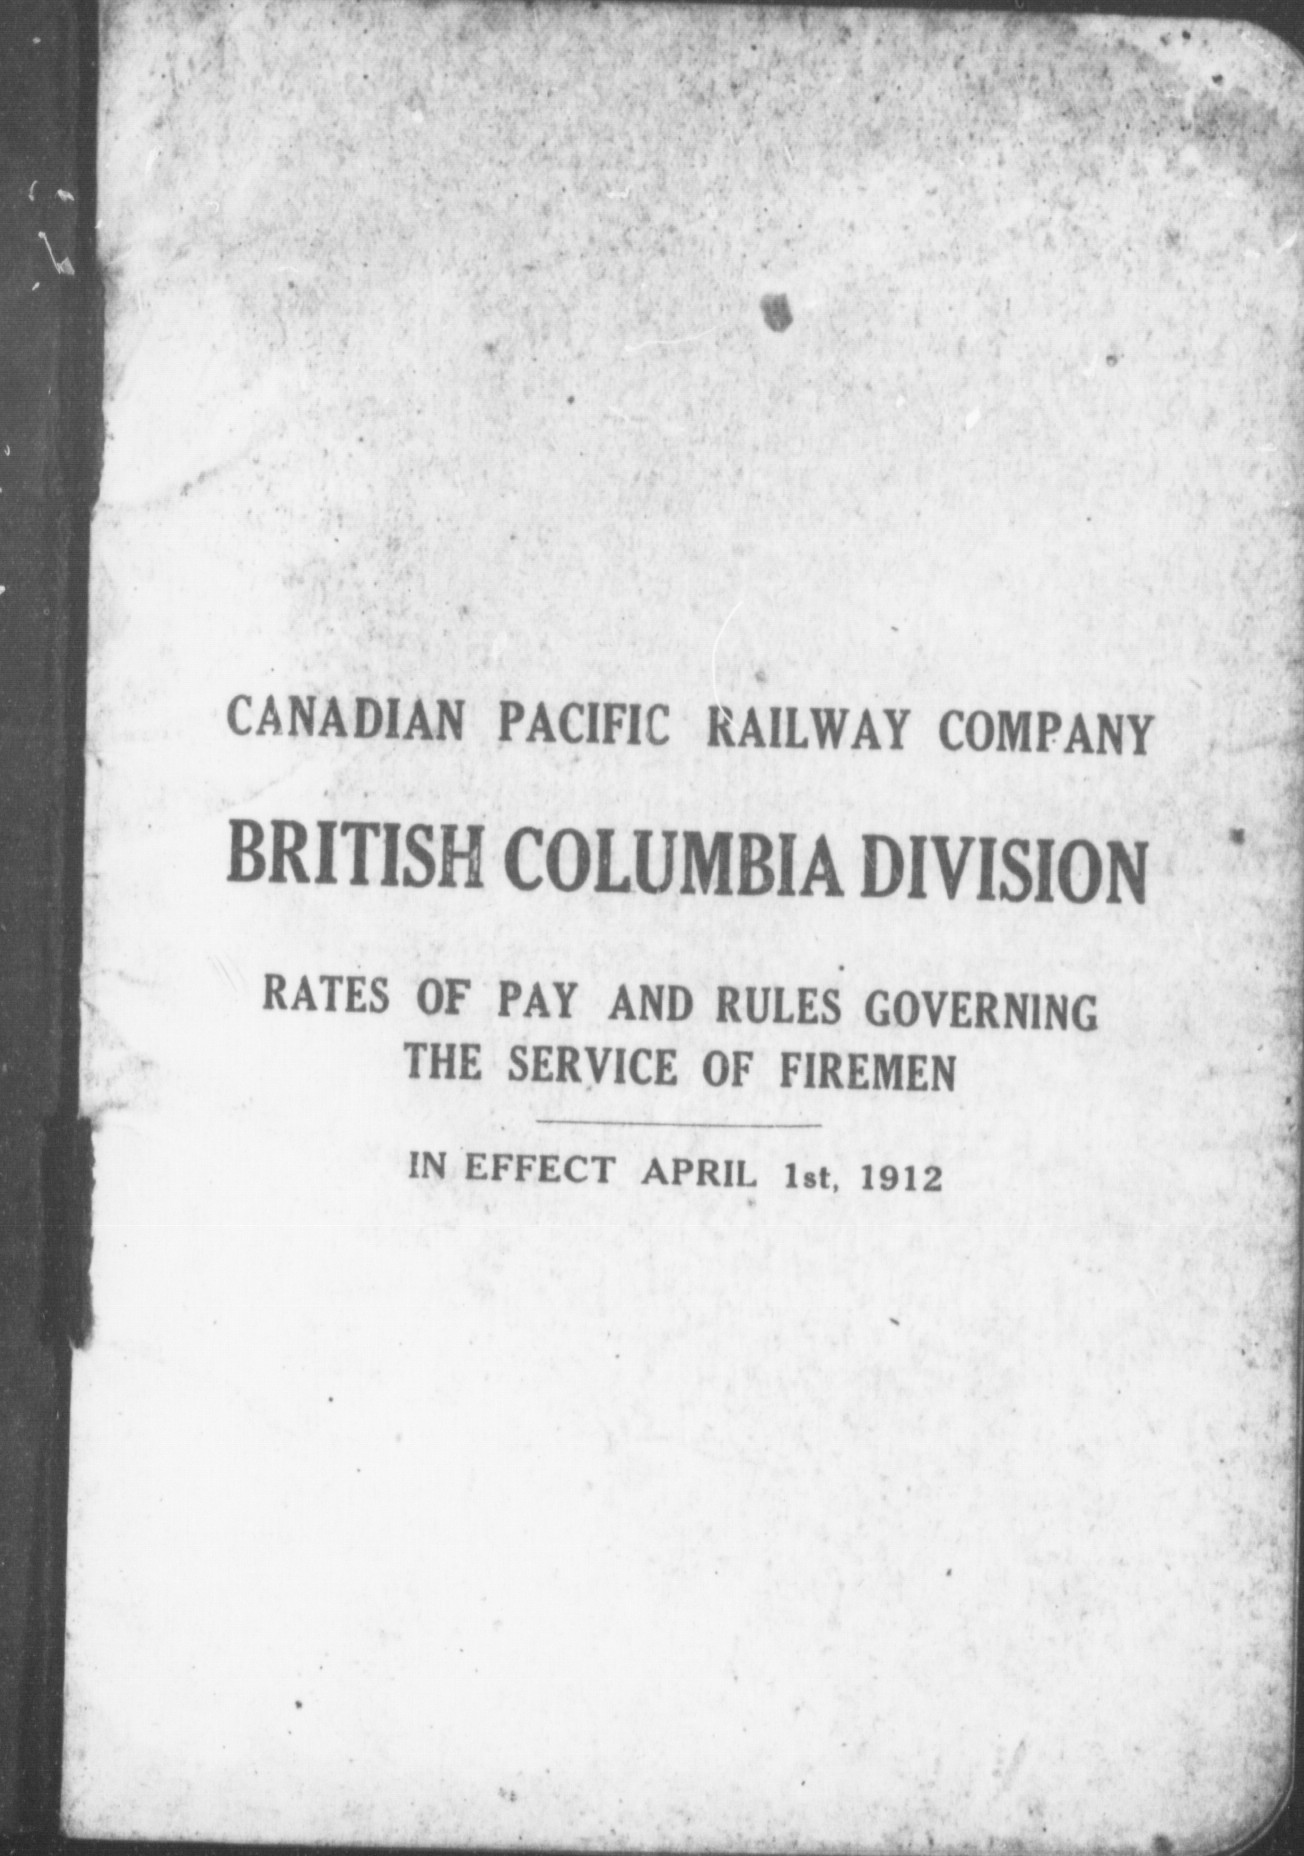 CANADIAN PACIFIC RAILWAY COMPANY
BRITISH COLUMBIA DIVISION
RATES OF PAY AND RULES GOVERNING
THE SERVICE OF FIREMEN
IN EFFECT APRIL 1st, 1912